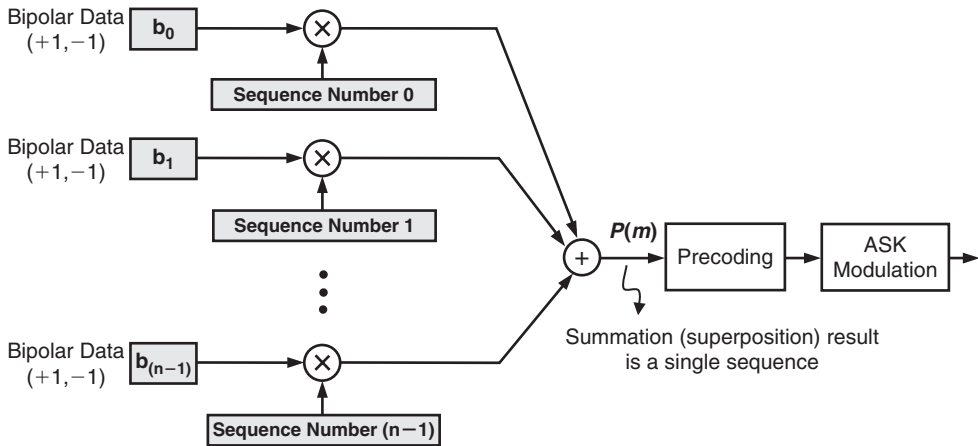 Bipolar Data
(+1,−1)
b0
Sequence Number 0
Bipolar Data
(+1,−1)
b1
Sequence Number 1
P(m)
Precoding
ASK
Modulation
Summation (superposition) result
is a single sequence
Bipolar Data
(+1,−1)
b(n−1)
Sequence Number (n−1)